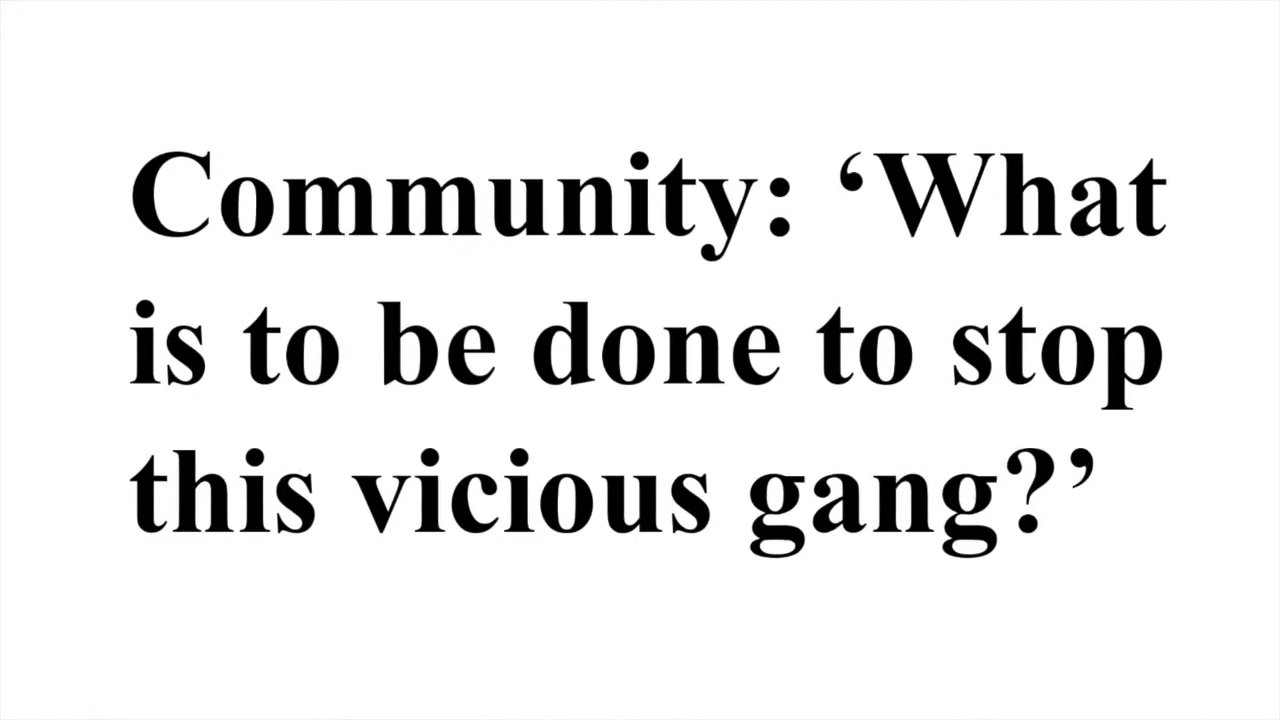 Community: ‘What
is to be done to stop
this vicious gang?’